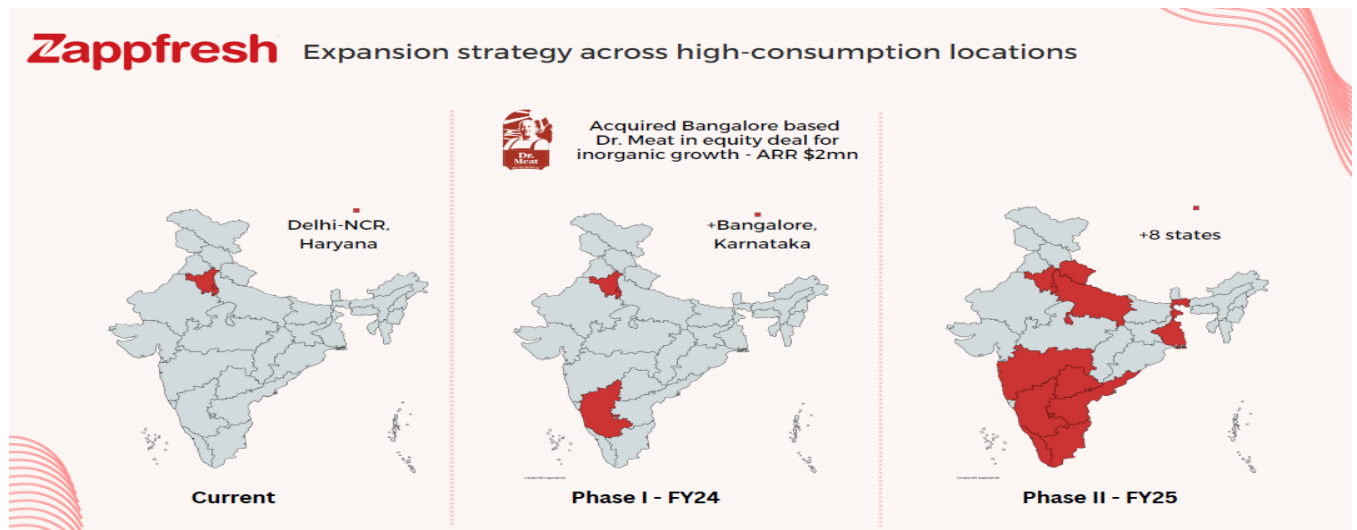 Zappfresh Expansion strategy across high-consumption locations
Dr.
Meat
Acquired Bangalore based
Dr. Meat in equity deal for
inorganic growth - ARR $2mn
Delhi-NCR,
Haryana
+Bangalore,
Karnataka
+8 states
Current
Phase I - FY24
Phase II - FY25